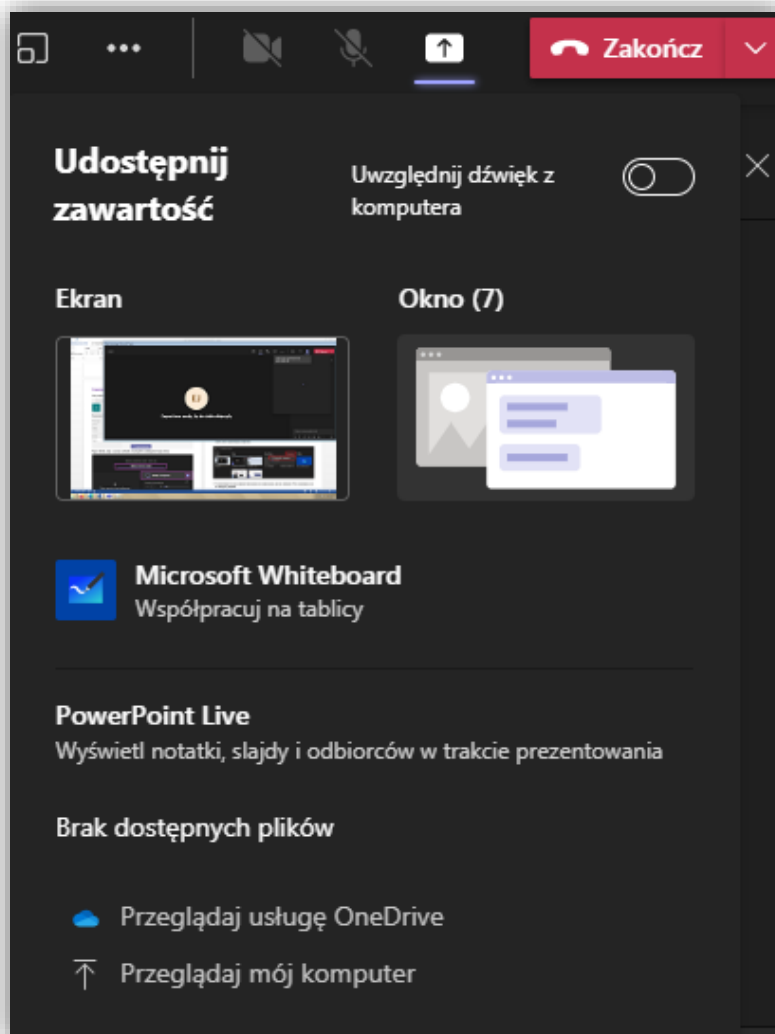 Zakończ
Udostępnij
zawartość
Uwzględnij dźwięk z
komputera
Ekran
Okno (7)
Microsoft Whiteboard
Współpracuj na tablicy
PowerPoint Live
Wyświetl notatki, slajdy i odbiorców w trakcie prezentowania
Brak dostępnych plików
Przeglądaj usługę OneDrive
Przeglądaj mój komputer